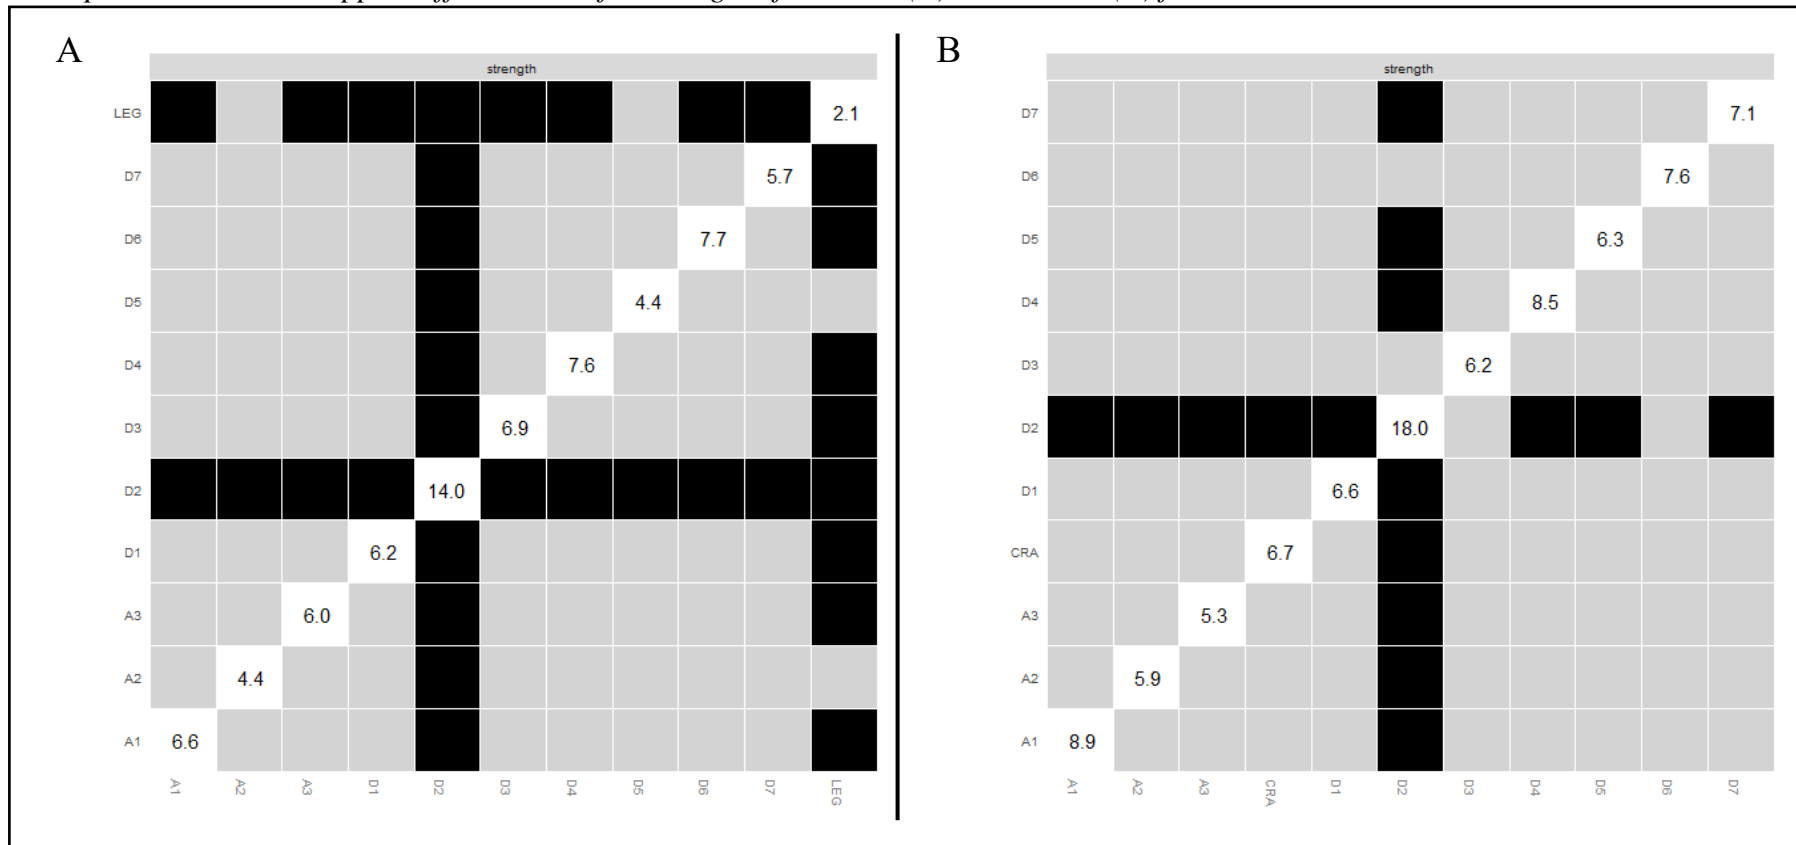 A
strength
LEG 2.1
D7 5.7
D6 7.7
D5 4.4
D4 7.6
D3 6.9
D2 14.0
D1 6.2
A3 6.0
A2 4.4
A1 6.6
A1 A2 A3 D1 D2 D3 D4 D5 D6 D7 LEG
B
strength
D7 7.1
D6 7.6
D5 6.3
D4 8.5
D3 6.2
D2 18.0
D1 6.6
CRA 6.7
A3 5.3
A2 5.9
A1 8.9
A1 A2 A3 CRA D1 D2 D3 D4 D5 D6 D7